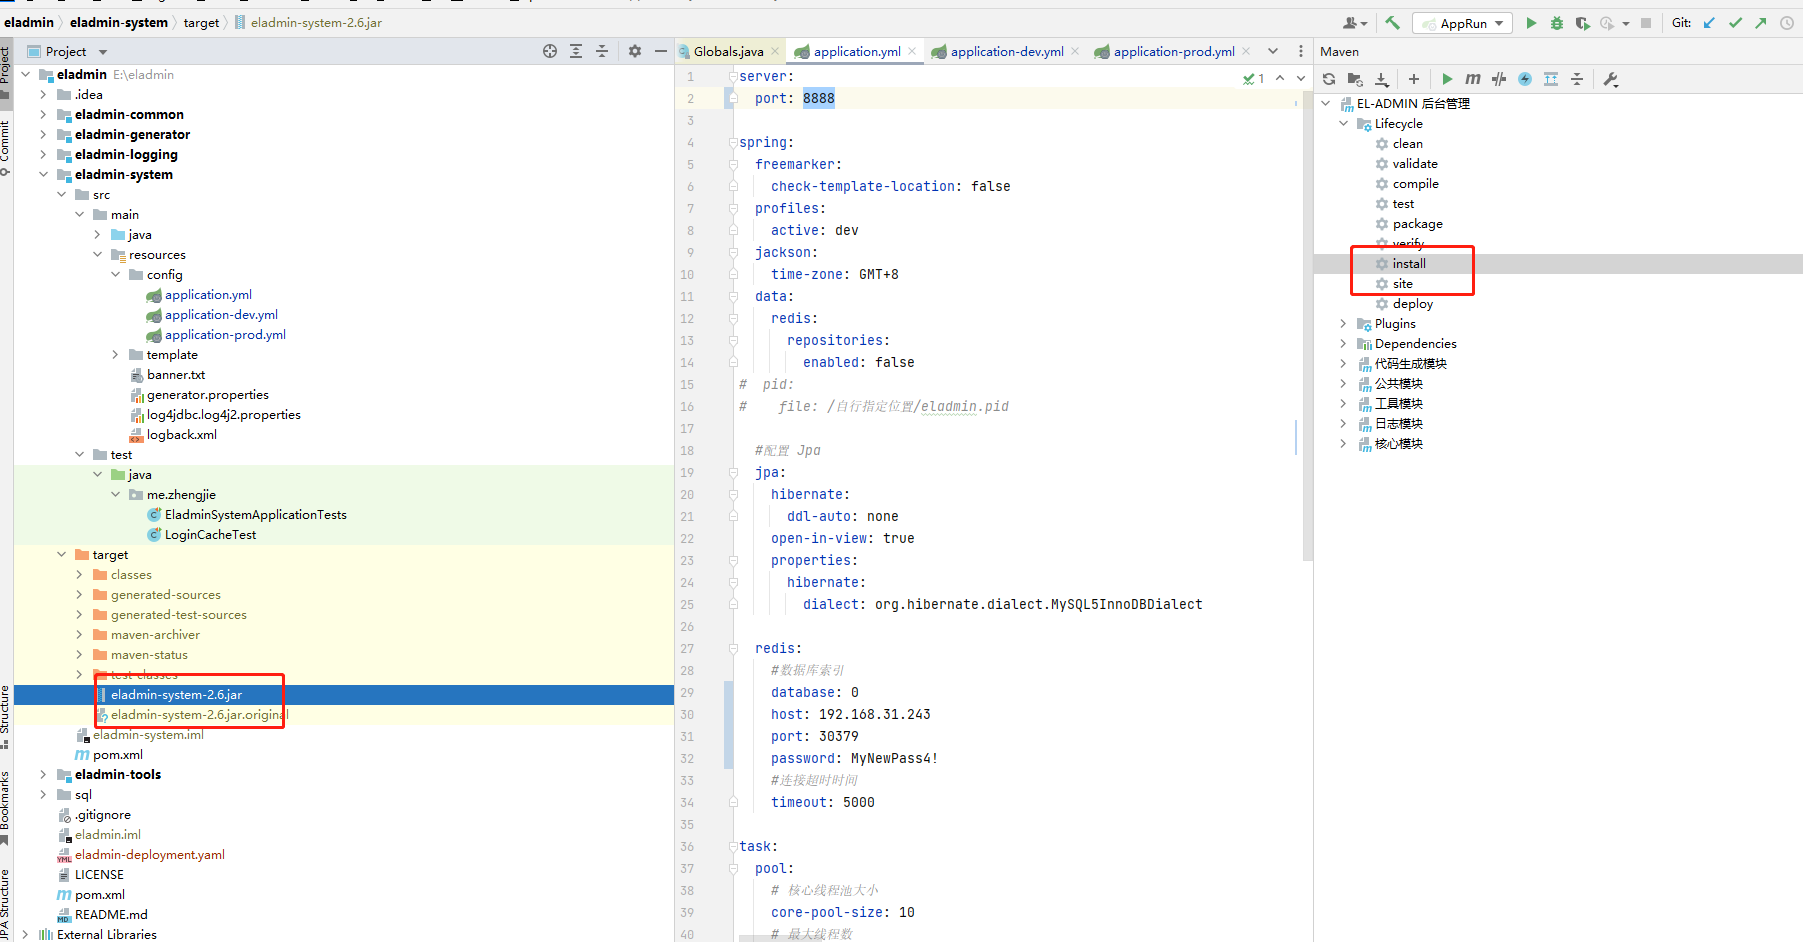 eladmin eladmin-system target eladmin-system-2.6.jar
AppRun Git:
Project
Globals.java application.yml application-dev.yml application-prod.yml
Maven
Project
Commit
Structure
Bookmarks
JPA Structure
eladmin E:\eladmin
.idea
eladmin-common
eladmin-generator
eladmin-logging
eladmin-system
src
main
java
resources
config
application.yml
application-dev.yml
application-prod.yml
template
banner.txt
generator.properties
log4jdbc.log4j2.properties
logback.xml
test
java
me.zhengjie
EladminSystemApplicationTests
LoginCacheTest
target
classes
generated-sources
generated-test-sources
maven-archiver
maven-status
test-classes
eladmin-system-2.6.jar
eladmin-system-2.6.jar.original
eladmin-system.iml
pom.xml
eladmin-tools
sql
.gitignore
eladmin.iml
eladmin-deployment.yaml
LICENSE
pom.xml
README.md
External Libraries
1 server:
1
2 port: 8888
3
4 spring:
5 freemarker:
6 check-template-location: false
7 profiles:
8 active: dev
9 jackson:
10 time-zone: GMT+8
11 data:
12 redis:
13 repositories:
14 enabled: false
15 # pid:
16 # file: /自行指定位置/eladmin.pid
17
18 #配置 Jpa
19 jpa:
20 hibernate:
21 ddl-auto: none
22 open-in-view: true
23 properties:
24 hibernate:
25 dialect: org.hibernate.dialect.MySQL5InnoDBDialect
26
27 redis:
28 #数据库索引
29 database: 0
30 host: 192.168.31.243
31 port: 30379
32 password: MyNewPass4!
33 #连接超时时间
34 timeout: 5000
35
36 task:
37 pool:
38 # 核心线程池大小
39 core-pool-size: 10
40 # 最大线程数
EL-ADMIN 后台管理
Lifecycle
clean
validate
compile
test
package
verify
install
site
deploy
Plugins
Dependencies
代码生成模块
公共模块
工具模块
日志模块
核心模块